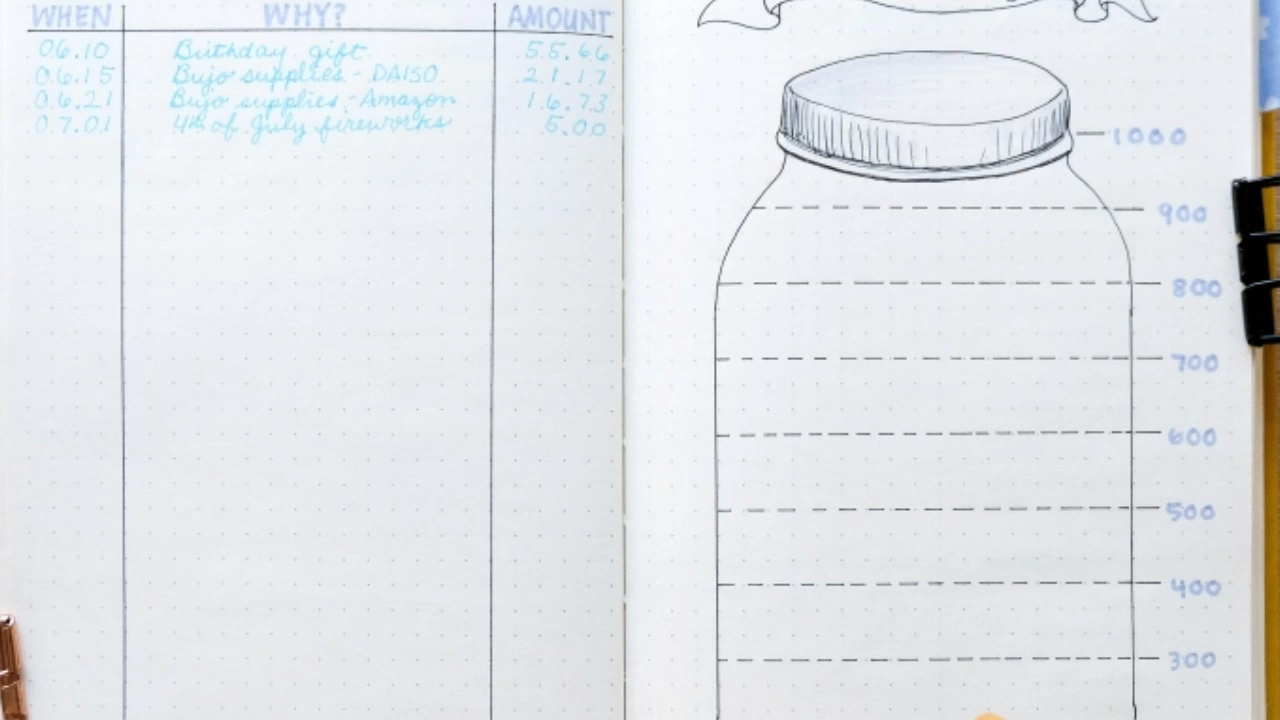 WHEN WHY? AMOUNT
06.10 Birthday gift 55.66
06.15 Bujo supplies - DAISO 21.17
06.21 Bujo supplies - Amazon 16.73
07.01 4th of July fireworks 5.00
1000
900
800
700
600
500
400
300